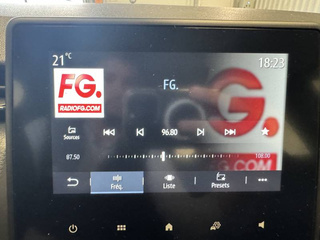 21°C
18:23
FG.
RADIOFG.COM
FG.
G.
Sources
96.80
87.50
108.00
Fréq.
Liste
Presets